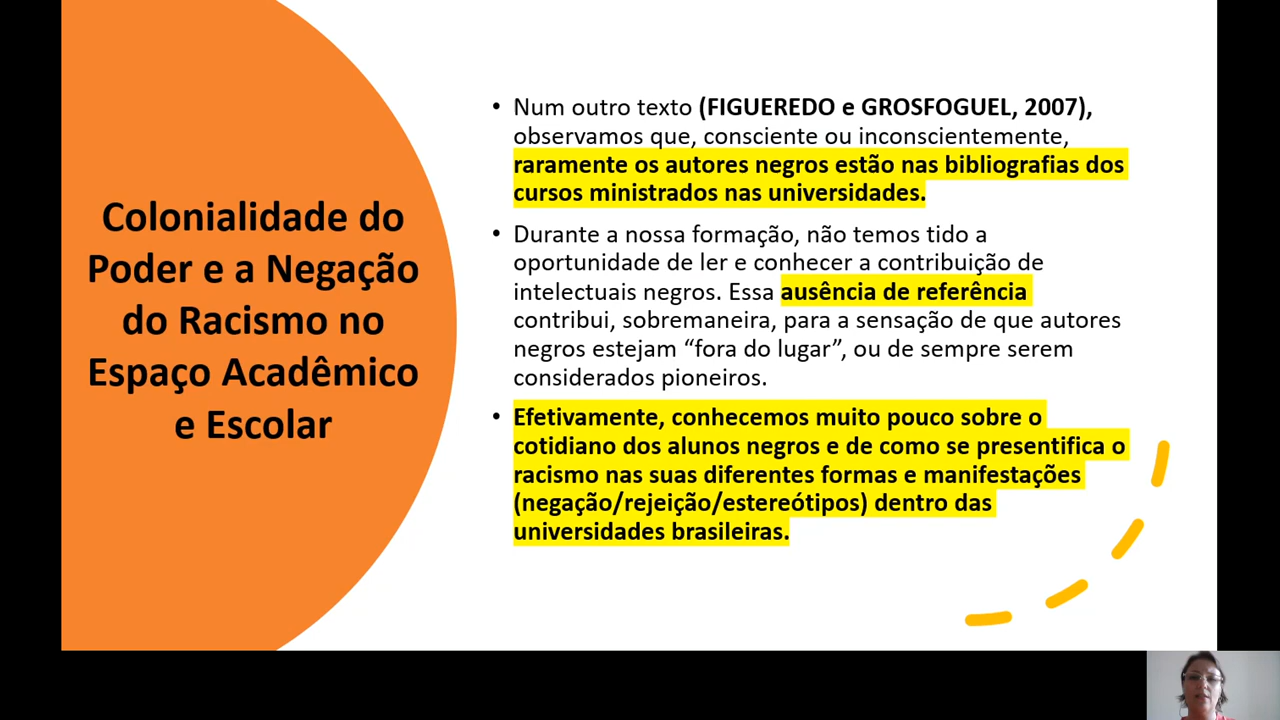 Colonialidade do
Poder e a Negação
do Racismo no
Espaço Acadêmico
e Escolar
• Num outro texto (FIGUEREDO e GROSFOGUEL, 2007),
observamos que, consciente ou inconscientemente,
raramente os autores negros estão nas bibliografias dos
cursos ministrados nas universidades.
• Durante a nossa formação, não temos tido a
oportunidade de ler e conhecer a contribuição de
intelectuais negros. Essa ausência de referência
contribui, sobremaneira, para a sensação de que autores
negros estejam “fora do lugar”, ou de sempre serem
considerados pioneiros.
• Efetivamente, conhecemos muito pouco sobre o
cotidiano dos alunos negros e de como se presentifica o
racismo nas suas diferentes formas e manifestações
(negação/rejeição/estereótipos) dentro das
universidades brasileiras.